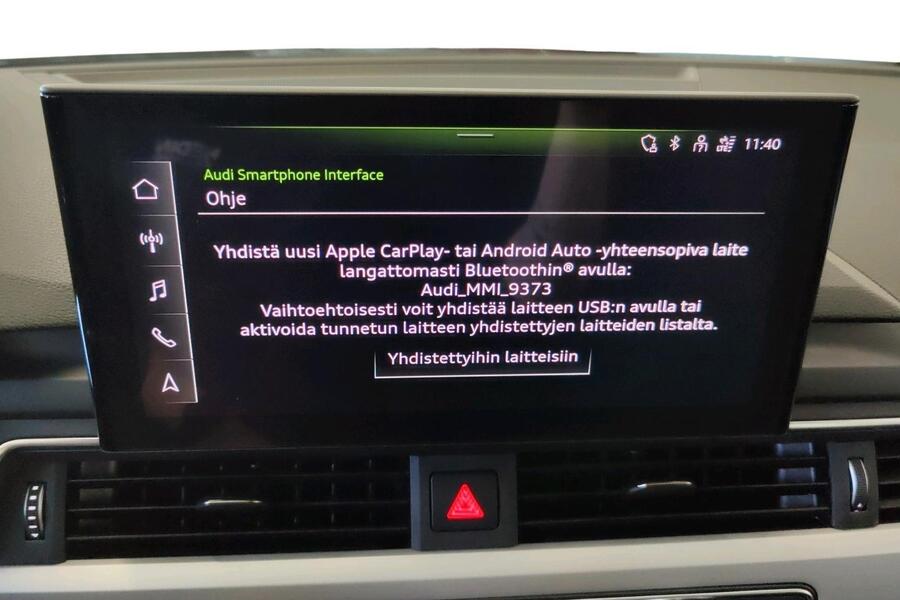 11:40
Audi Smartphone Interface
Ohje
Yhdistä uusi Apple CarPlay- tai Android Auto -yhteensopiva laite
langattomasti Bluetoothin® avulla:
Audi_MMI_9373
Vaihtoehtoisesti voit yhdistää laitteen USB:n avulla tai
aktivoida tunnetun laitteen yhdistettyjen laitteiden listalta.
Yhdistettyihin laitteisiin